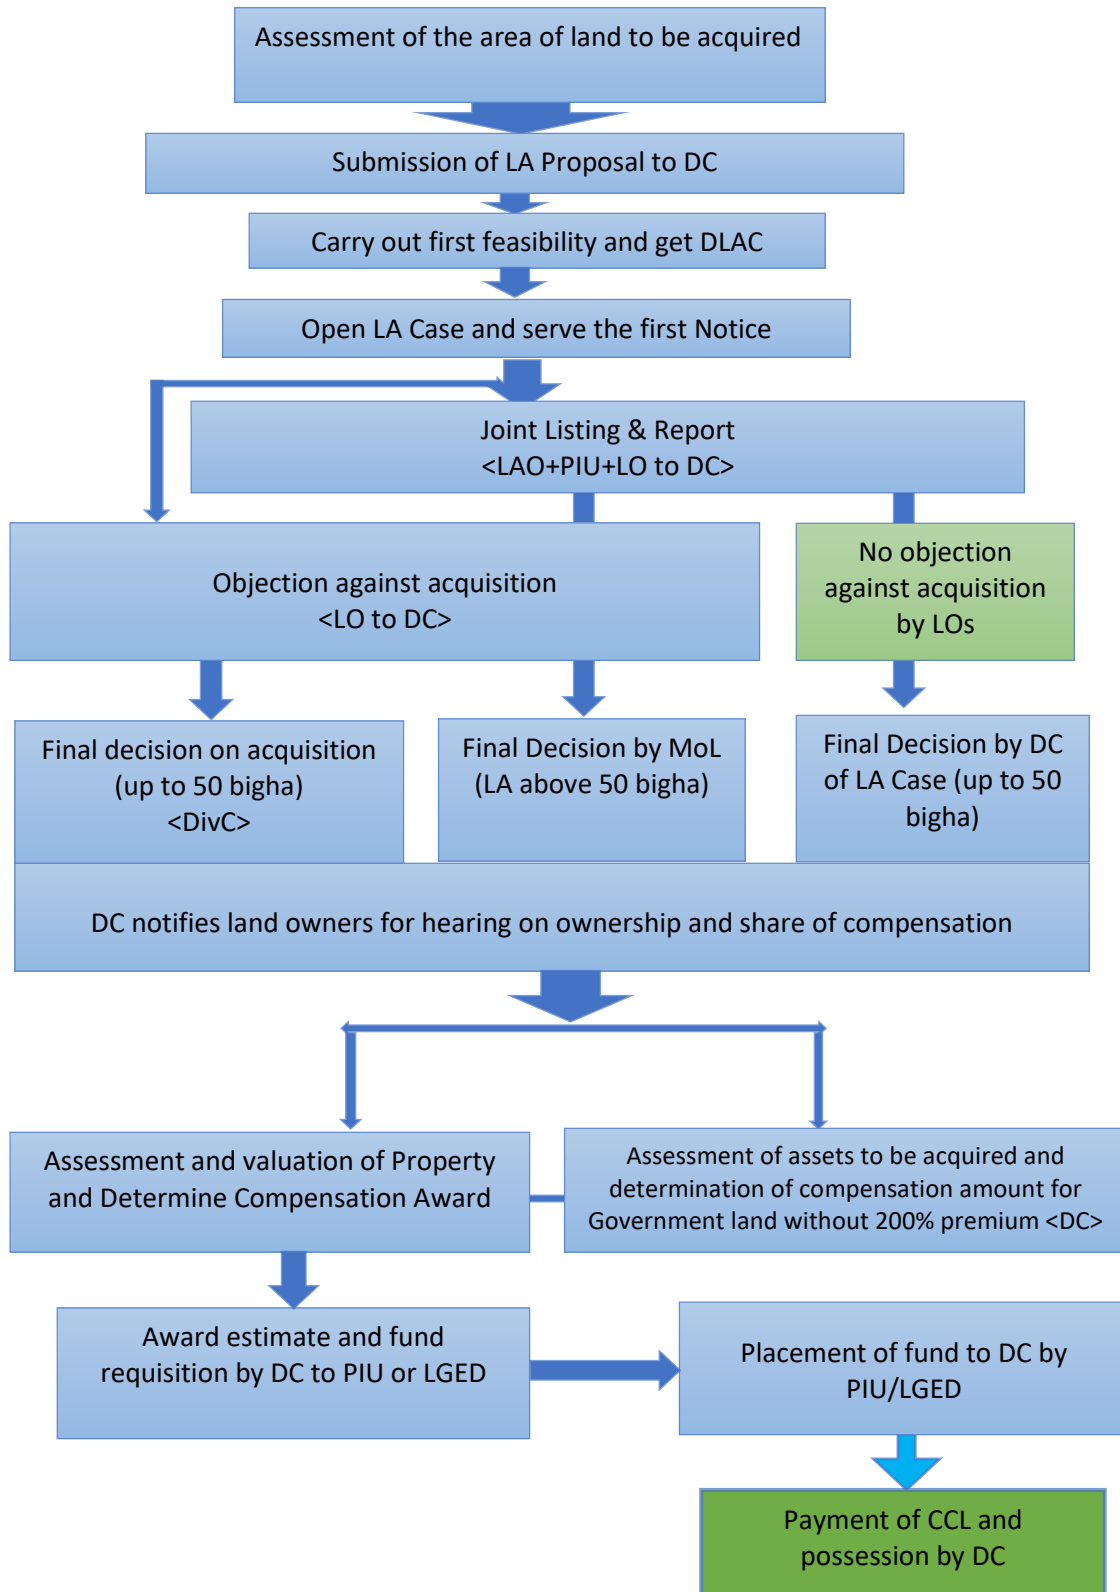 Assessment of the area of land to be acquired
Submission of LA Proposal to DC
Carry out first feasibility and get DLAC
Open LA Case and serve the first Notice
Joint Listing & Report
<LAO+PIU+LO to DC>
Objection against acquisition
<LO to DC>
No objection
against acquisition
by LOs
Final decision on acquisition
(up to 50 bigha)
<DivC>
Final Decision by MoL
(LA above 50 bigha)
Final Decision by DC
of LA Case (up to 50
bigha)
DC notifies land owners for hearing on ownership and share of compensation
Assessment and valuation of Property
and Determine Compensation Award
Assessment of assets to be acquired and
determination of compensation amount for
Government land without 200% premium <DC>
Award estimate and fund
requisition by DC to PIU or LGED
Placement of fund to DC by
PIU/LGED
Payment of CCL and
possession by DC